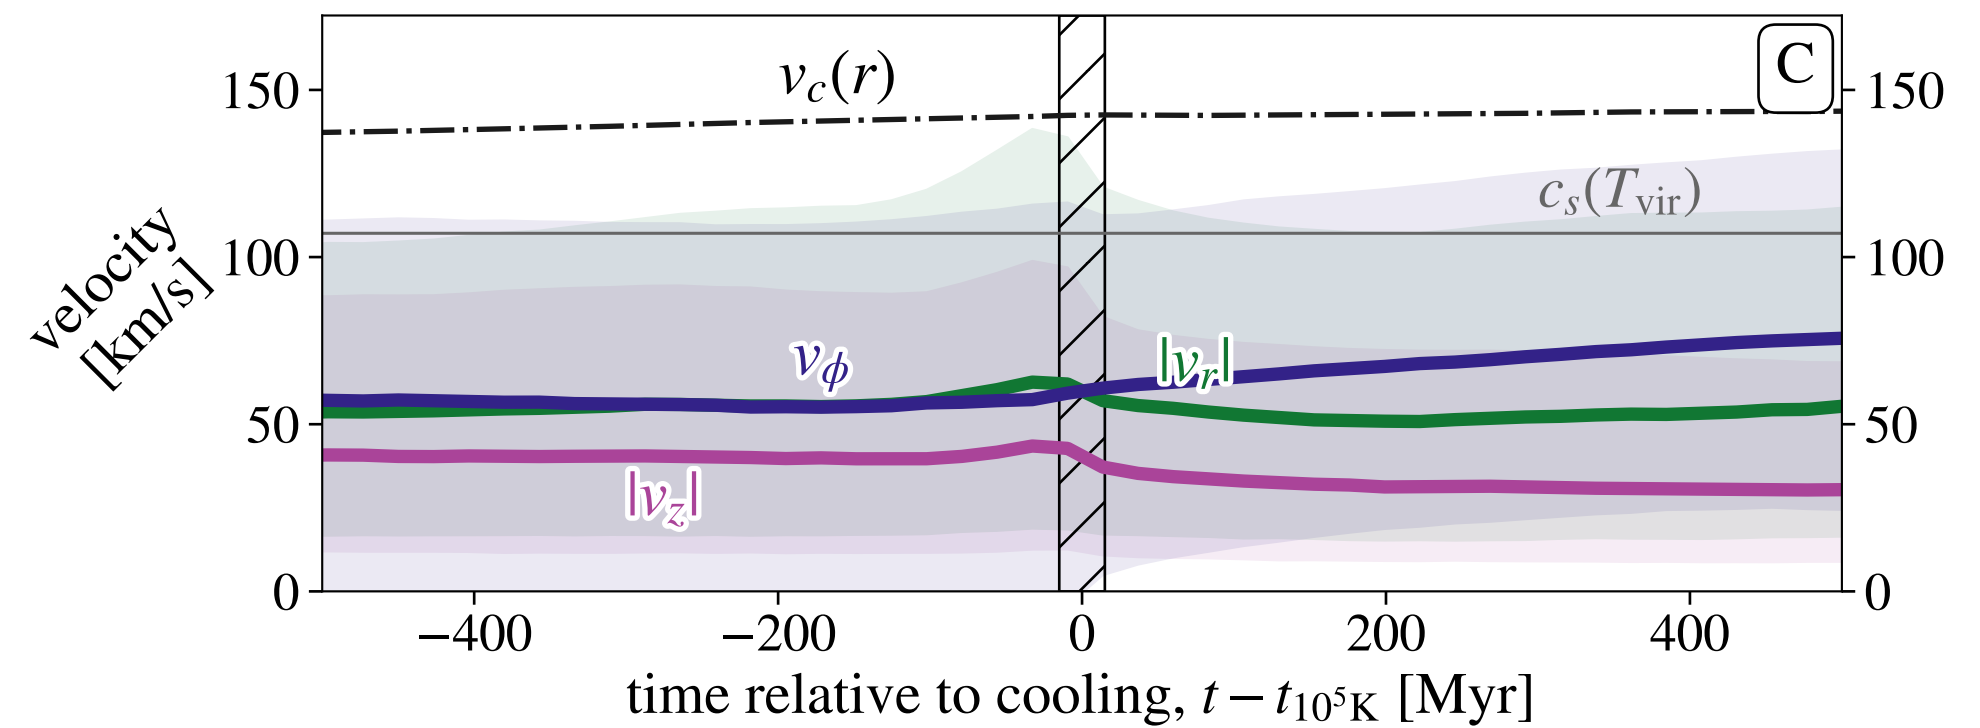 C
v_c(r)
150
150
c_s(T_vir)
velocity
[km/s]
100
100
v_ϕ
|v_r|
50
50
|v_z|
0
0
−400
−200
0
200
400
time relative to cooling, t − t_{10^5K} [Myr]